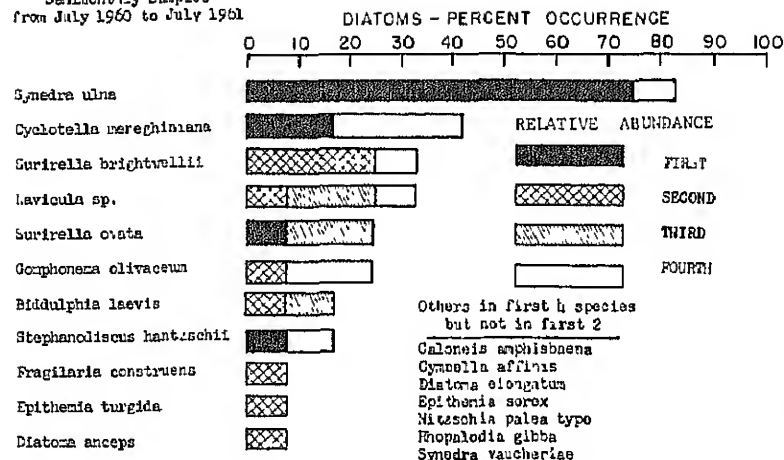 from July 1960 to July 1961
DIATOMS - PERCENT OCCURRENCE
0 10 20 30 40 50 60 70 80 90 100
Synedra ulna
Cyclotella meneghiniana
Surirella brightwellii
Navicula sp.
Surirella ovata
Gomphonema olivaceum
Biddulphia laevis
Stephanodiscus hantzschii
Fragilaria construens
Epithemia turgida
Diatoma anceps
RELATIVE ABUNDANCE
FIRST
SECOND
THIRD
FOURTH
Others in first 4 species
but not in first 2
Caloneis amphisbaena
Cymbella affinis
Diatoma elongatum
Epithemia sorex
Nitzschia palea type
Rhopalodia gibba
Synedra vaucheriae